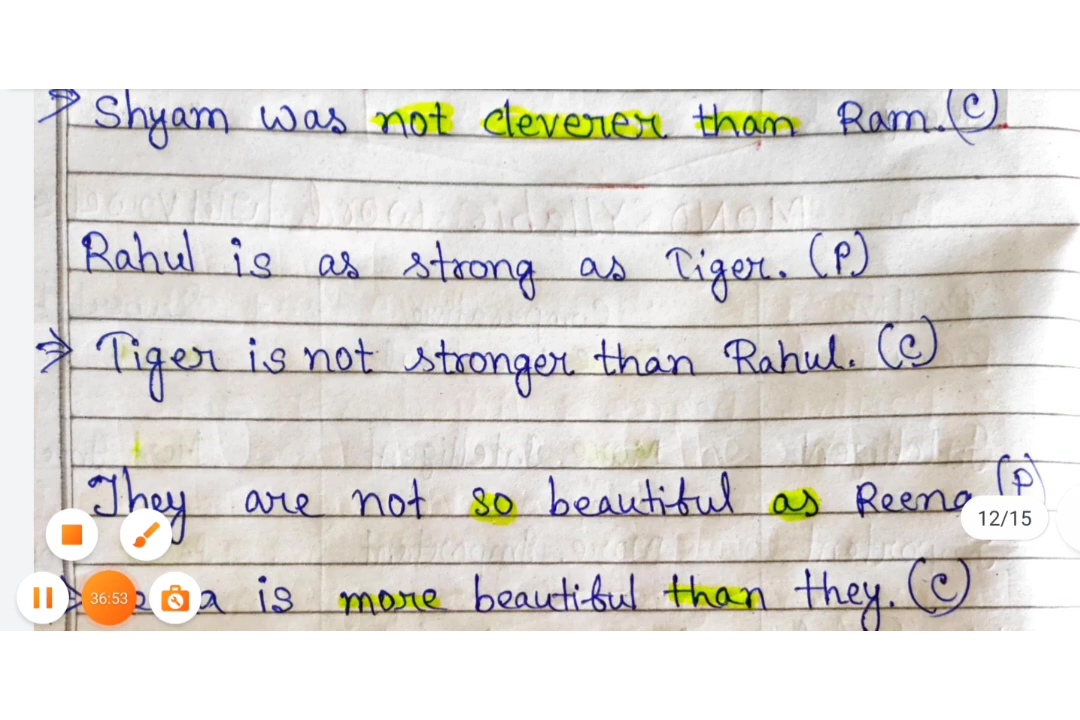 ⇒ Shyam was not cleverer than Ram. (C)
Rahul is as strong as Tiger. (P)
⇒ Tiger is not stronger than Rahul. (C)
They are not so beautiful as Reena (P)
12/15
is more beautiful than they. (C)
36:53